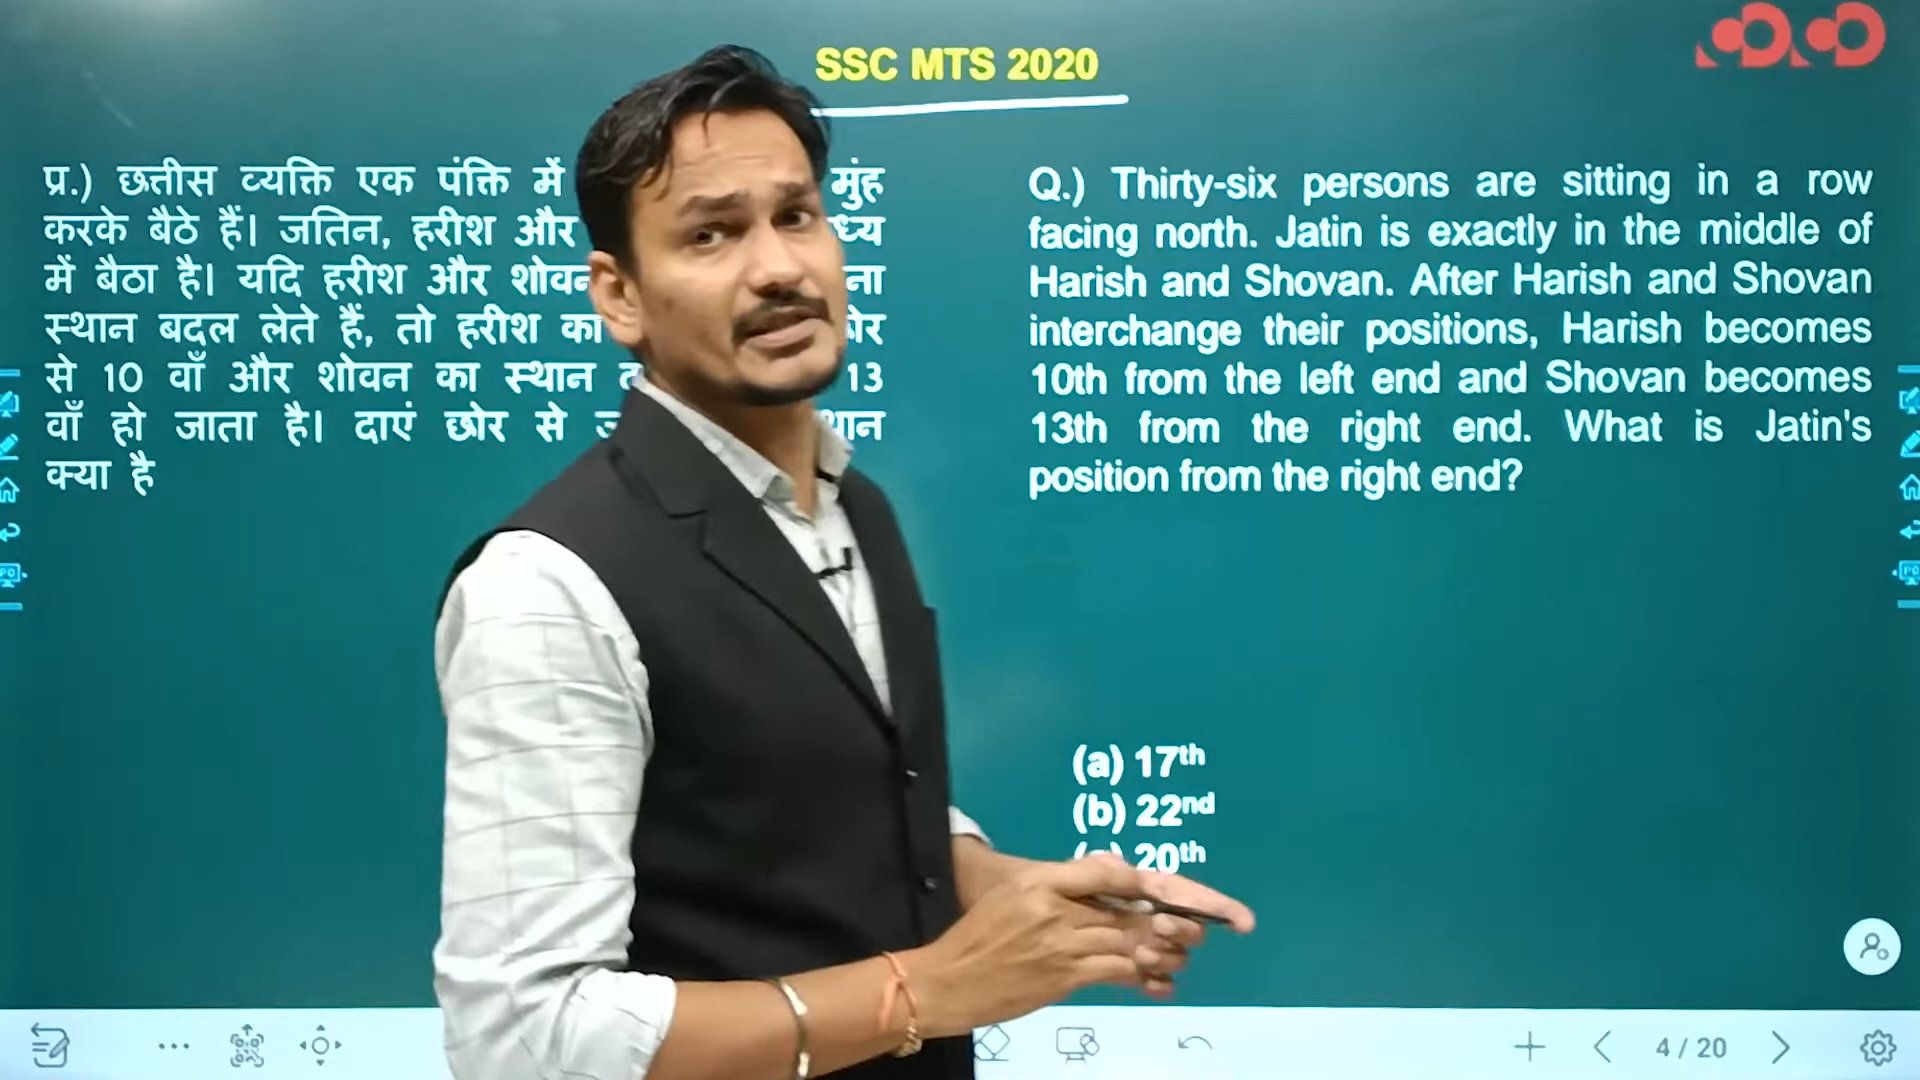 SSC MTS 2020
प्र.) छत्तीस व्यक्ति एक पंक्ति में मुंह
करके बैठे हैं। जतिन, हरीश और
में बैठा है। यदि हरीश और शोवन
स्थान बदल लेते हैं, तो हरीश का
से 10 वाँ और शोवन का स्थान 13
वाँ हो जाता है। दाएं छोर से
क्या है
Q.) Thirty-six persons are sitting in a row
facing north. Jatin is exactly in the middle of
Harish and Shovan. After Harish and Shovan
interchange their positions, Harish becomes
10th from the left end and Shovan becomes
13th from the right end. What is Jatin's
position from the right end?
(a) 17th
(b) 22nd
20th
4 / 20